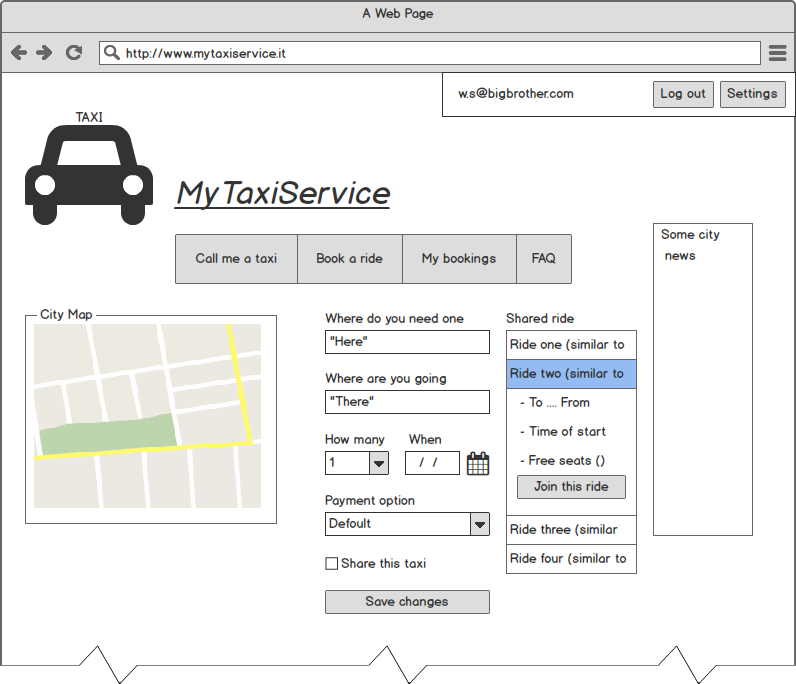 A Web Page
http://www.mytaxiservice.it
w.s@bigbrother.com
Log out
Settings
TAXI
MyTaxiService
Call me a taxi
Book a ride
My bookings
FAQ
Some city
news
City Map
Where do you need one
"Here"
Where are you going
"There"
How many
When
1
/ /
Payment option
Default
Share this taxi
Save changes
Shared ride
Ride one (similar to
Ride two (similar to
- To .... From
- Time of start
- Free seats ()
Join this ride
Ride three (similar
Ride four (similar to